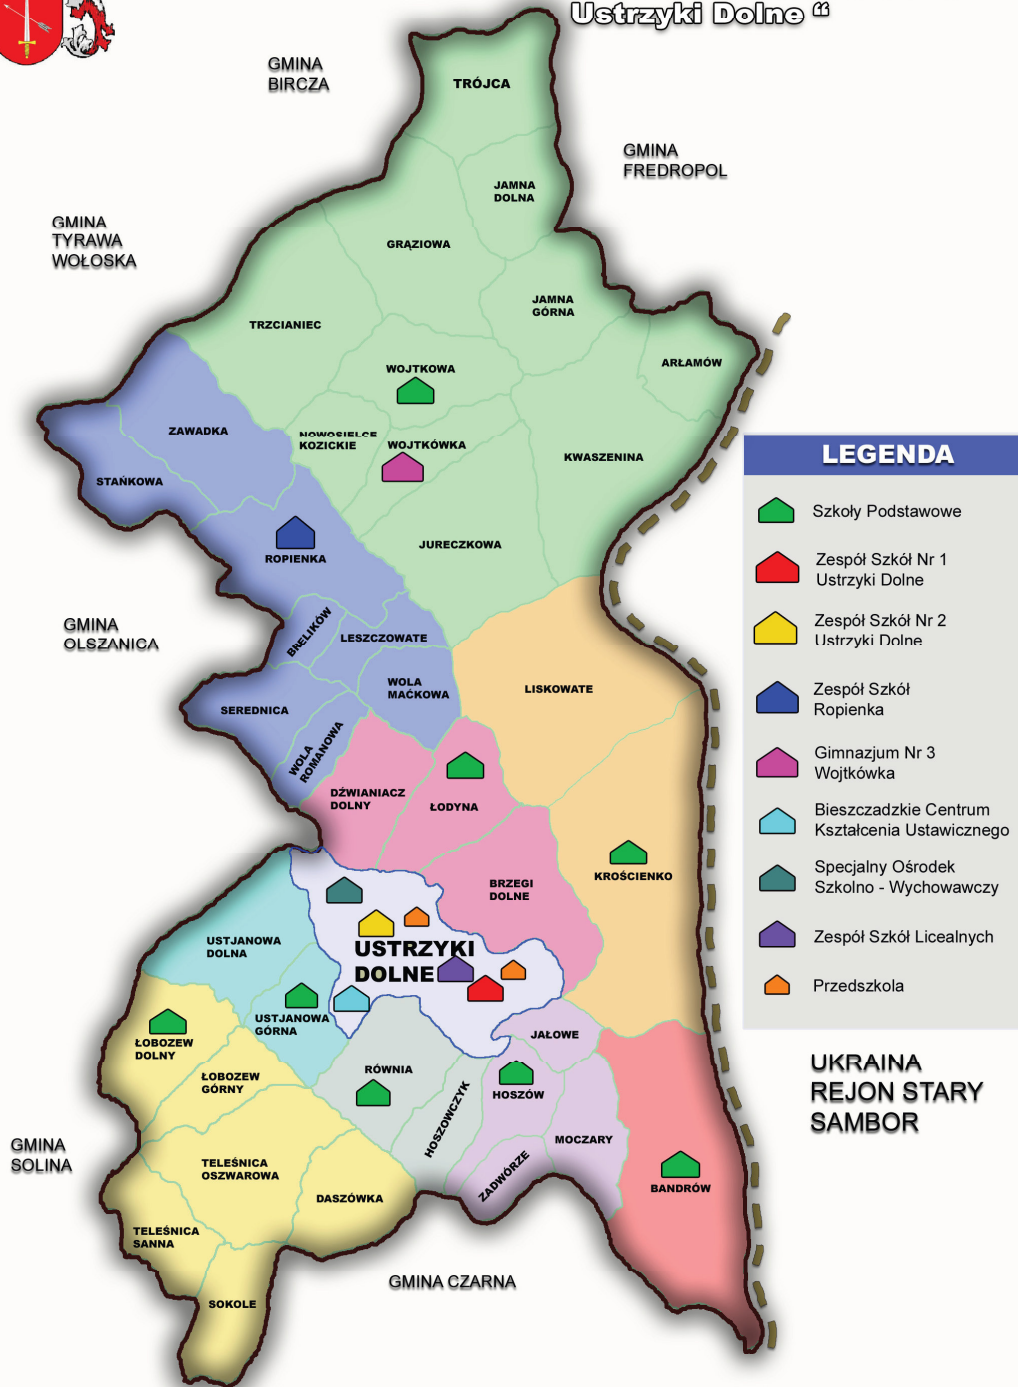 Ustrzyki Dolne “
GMINA
BIRCZA
TRÓJCA
GMINA
FREDROPOL
JAMNA
DOLNA
GMINA
TYRAWA
WOŁOSKA
GRĄZIOWA
JAMNA
GÓRNA
TRZCIANIEC
ARŁAMÓW
WOJTKOWA
ZAWADKA
NOWOSIELCE
KOZICKIE
WOJTKÓWKA
KWASZENINA
STAŃKOWA
JURECZKOWA
ROPIENKA
GMINA
OLSZANICA
BRELIKÓW
LESZCZOWATE
WOLA
MAĆKOWA
LISKOWATE
SEREDNICA
WOLA
ROMANOWA
DŹWIANIACZ
DOLNY
ŁODYNA
KROŚCIENKO
BRZEGI
DOLNE
USTJANOWA
DOLNA
USTRZYKI
DOLNE
USTJANOWA
GÓRNA
JAŁOWE
ŁOBOZEW
DOLNY
ŁOBOZEW
GÓRNY
RÓWNIA
HOSZOWCZYK
HOSZÓW
MOCZARY
ZADWÓRZE
BANDRÓW
GMINA
SOLINA
TELEŚNICA
OSZWAROWA
DASZÓWKA
TELEŚNICA
SANNA
SOKOLE
GMINA CZARNA
LEGENDA
Szkoły Podstawowe
Zespół Szkół Nr 1
Ustrzyki Dolne
Zespół Szkół Nr 2
Ustrzyki Dolne
Zespół Szkół
Ropienka
Gimnazjum Nr 3
Wojtkówka
Bieszczadzkie Centrum
Kształcenia Ustawicznego
Specjalny Ośrodek
Szkolno - Wychowawczy
Zespół Szkół Licealnych
Przedszkola
UKRAINA
REJON STARY
SAMBOR